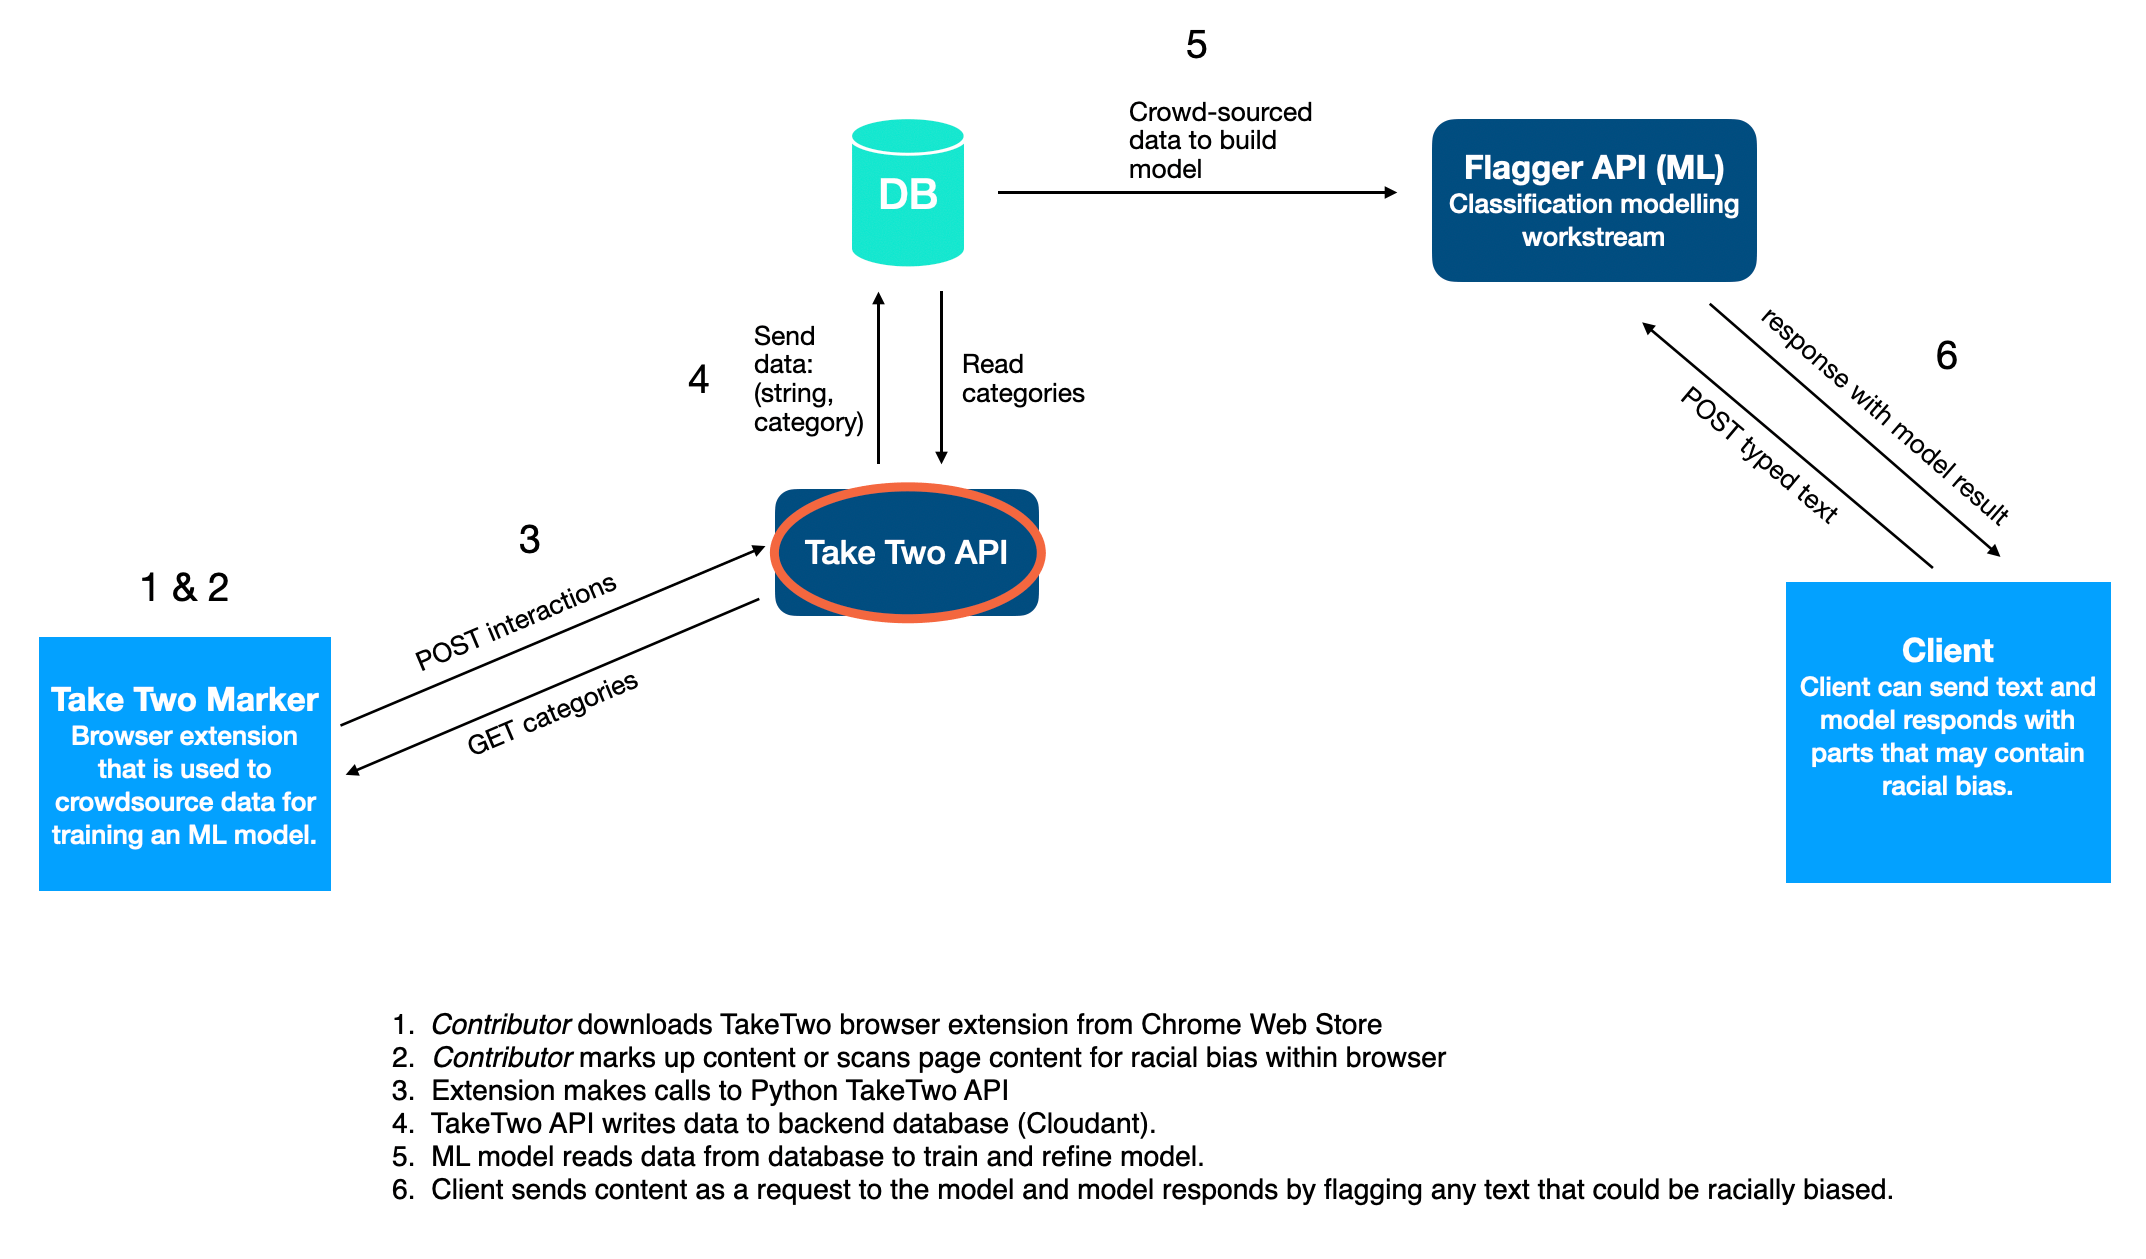 5
Crowd-sourced
data to build
model
DB
Flagger API (ML)
Classification modelling
workstream
4
Send
data:
(string,
category)
Read
categories
6
response with model result
POST typed text
3
POST interactions
GET categories
Take Two API
1 & 2
Take Two Marker
Browser extension
that is used to
crowdsource data for
training an ML model.
Client
Client can send text and
model responds with
parts that may contain
racial bias.
1. Contributor downloads TakeTwo browser extension from Chrome Web Store
2. Contributor marks up content or scans page content for racial bias within browser
3. Extension makes calls to Python TakeTwo API
4. TakeTwo API writes data to backend database (Cloudant).
5. ML model reads data from database to train and refine model.
6. Client sends content as a request to the model and model responds by flagging any text that could be racially biased.